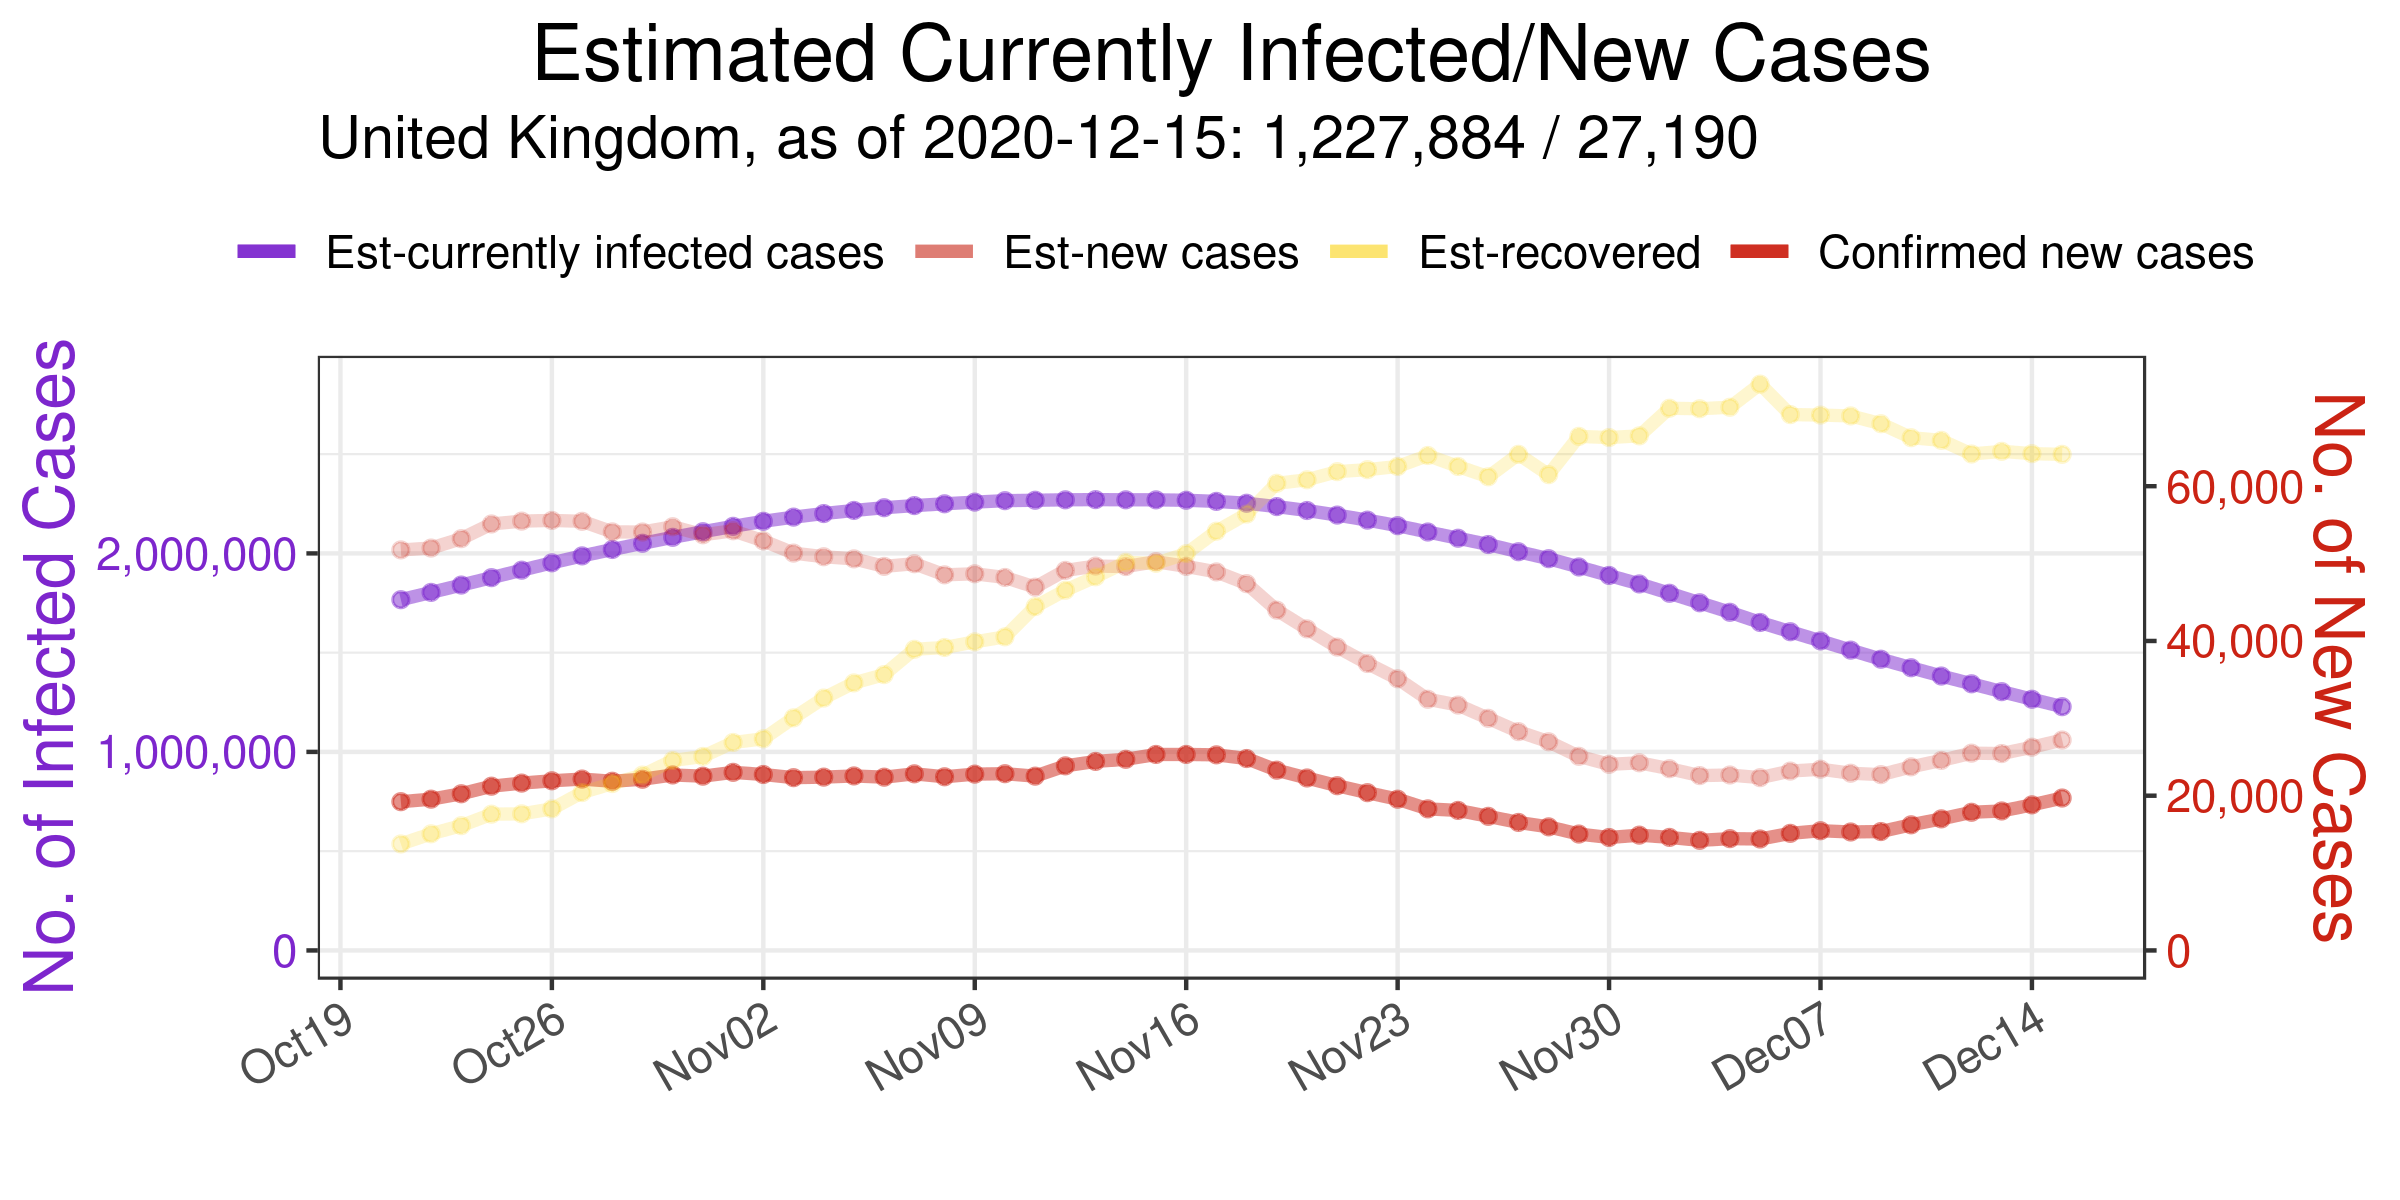 Estimated Currently Infected/New Cases
United Kingdom, as of 2020-12-15: 1,227,884 / 27,190
Est-currently infected cases Est-new cases Est-recovered Confirmed new cases
No. of Infected Cases
2,000,000
1,000,000
0
60,000
40,000
20,000
0
No. of New Cases
Oct19 Oct26 Nov02 Nov09 Nov16 Nov23 Nov30 Dec07 Dec14